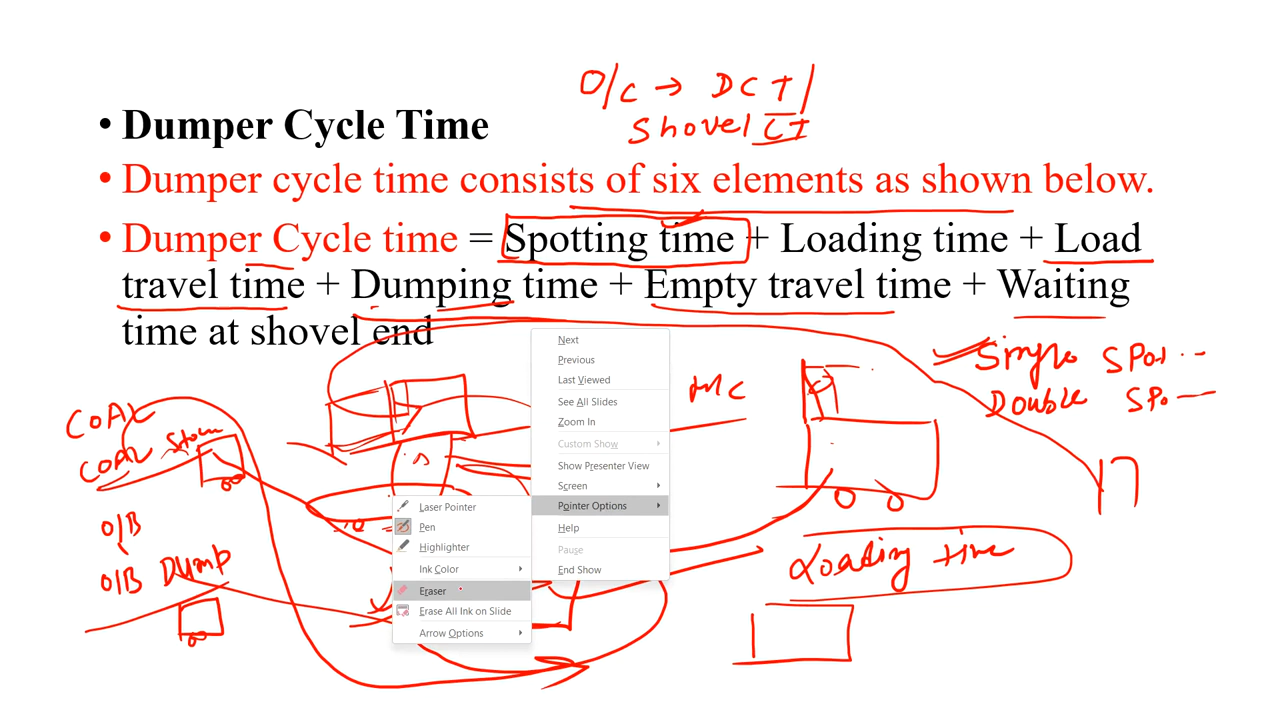 O/C → DCT/
Shovel CT
• Dumper Cycle Time
• Dumper cycle time consists of six elements as shown below.
• Dumper Cycle time = Spotting time + Loading time + Load
travel time + Dumping time + Empty travel time + Waiting
time at shovel end
Single SPot
Double SPo
COAL
COAL
O/B
O/B Dump
Loading time
Next
Previous
Last Viewed
See All Slides
Zoom In
Custom Show
Show Presenter View
Screen
Pointer Options
Help
Pause
End Show
Laser Pointer
Pen
Highlighter
Ink Color
Eraser
Erase All Ink on Slide
Arrow Options